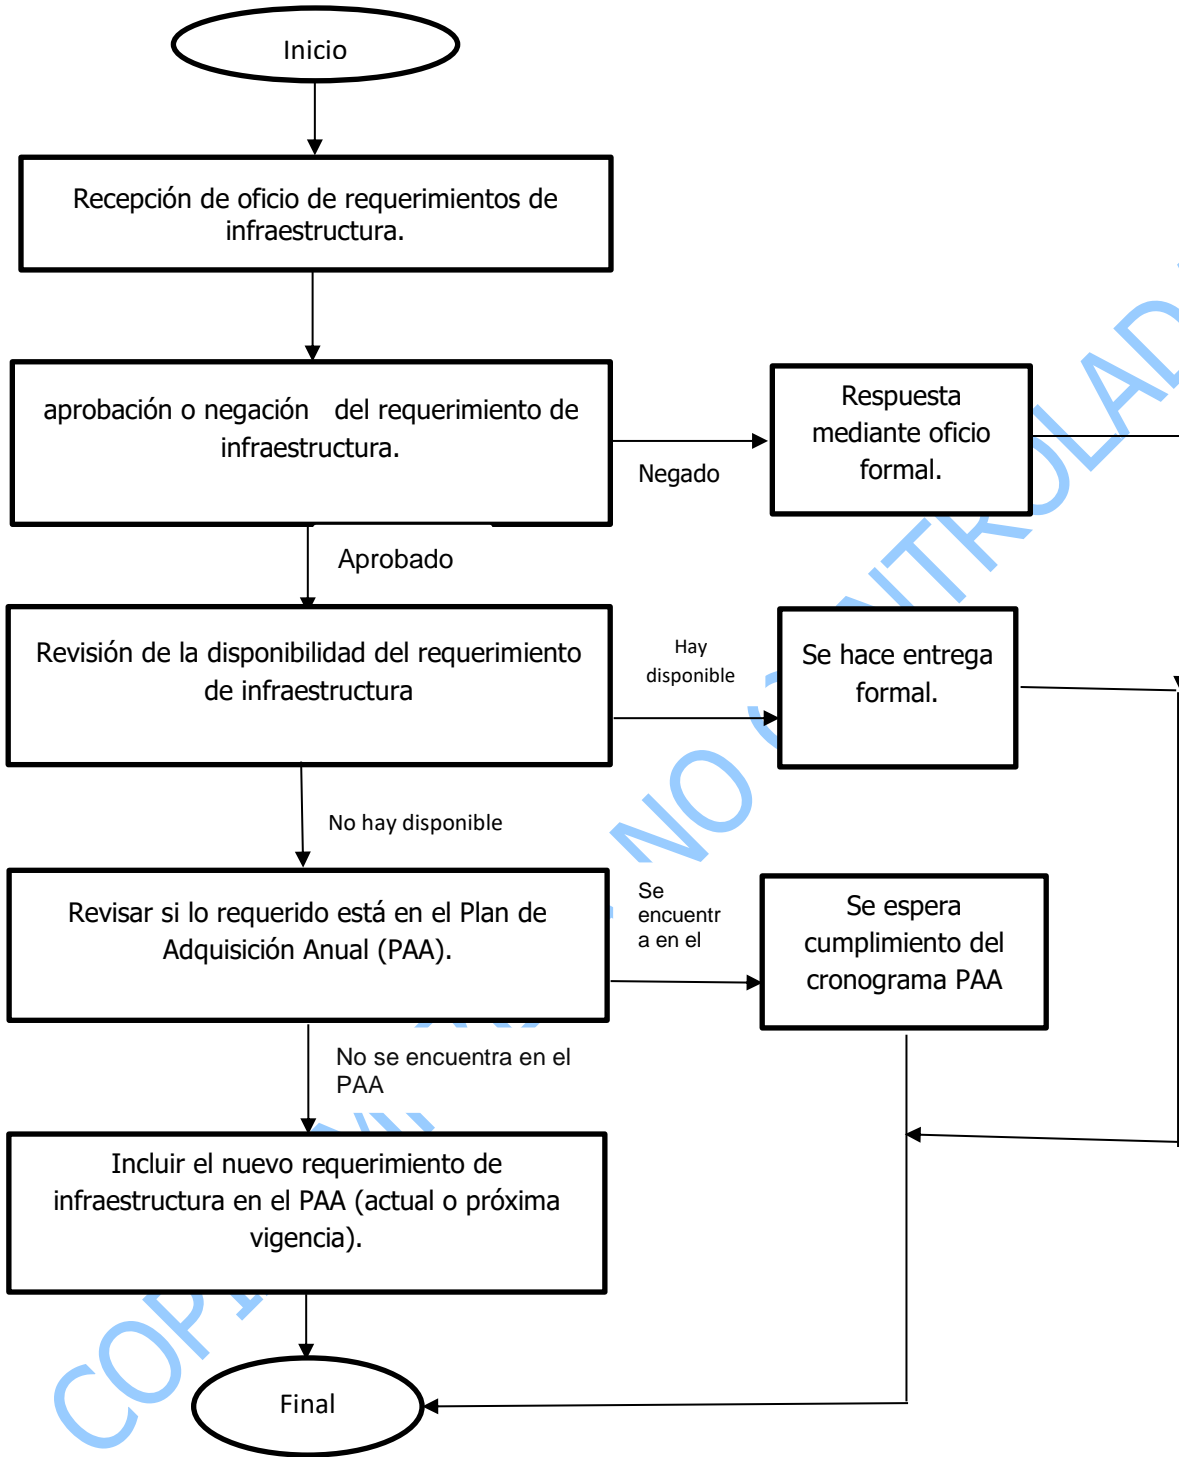 Inicio
Recepción de oficio de requerimientos de
infraestructura.
aprobación o negación del requerimiento de
infraestructura.
Negado
Respuesta
mediante oficio
formal.
Aprobado
Revisión de la disponibilidad del requerimiento
de infraestructura
Hay
disponible
Se hace entrega
formal.
No hay disponible
Revisar si lo requerido está en el Plan de
Adquisición Anual (PAA).
Se
encuentr
a en el
Se espera
cumplimiento del
cronograma PAA
No se encuentra en el
PAA
Incluir el nuevo requerimiento de
infraestructura en el PAA (actual o próxima
vigencia).
Final